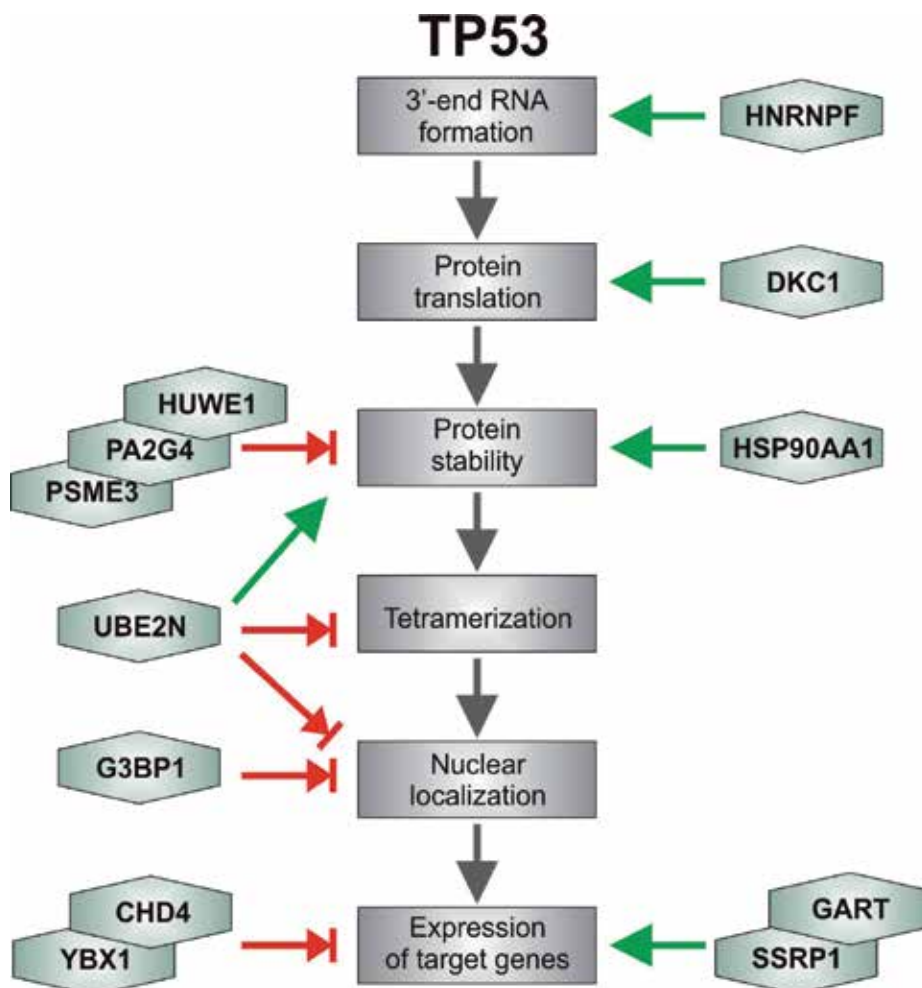 TP53
3'-end RNA
formation
HNRNPF
Protein
translation
DKC1
HUWE1
PA2G4
PSME3
Protein
stability
HSP90AA1
UBE2N
Tetramerization
G3BP1
Nuclear
localization
CHD4
YBX1
Expression
of target genes
GART
SSRP1